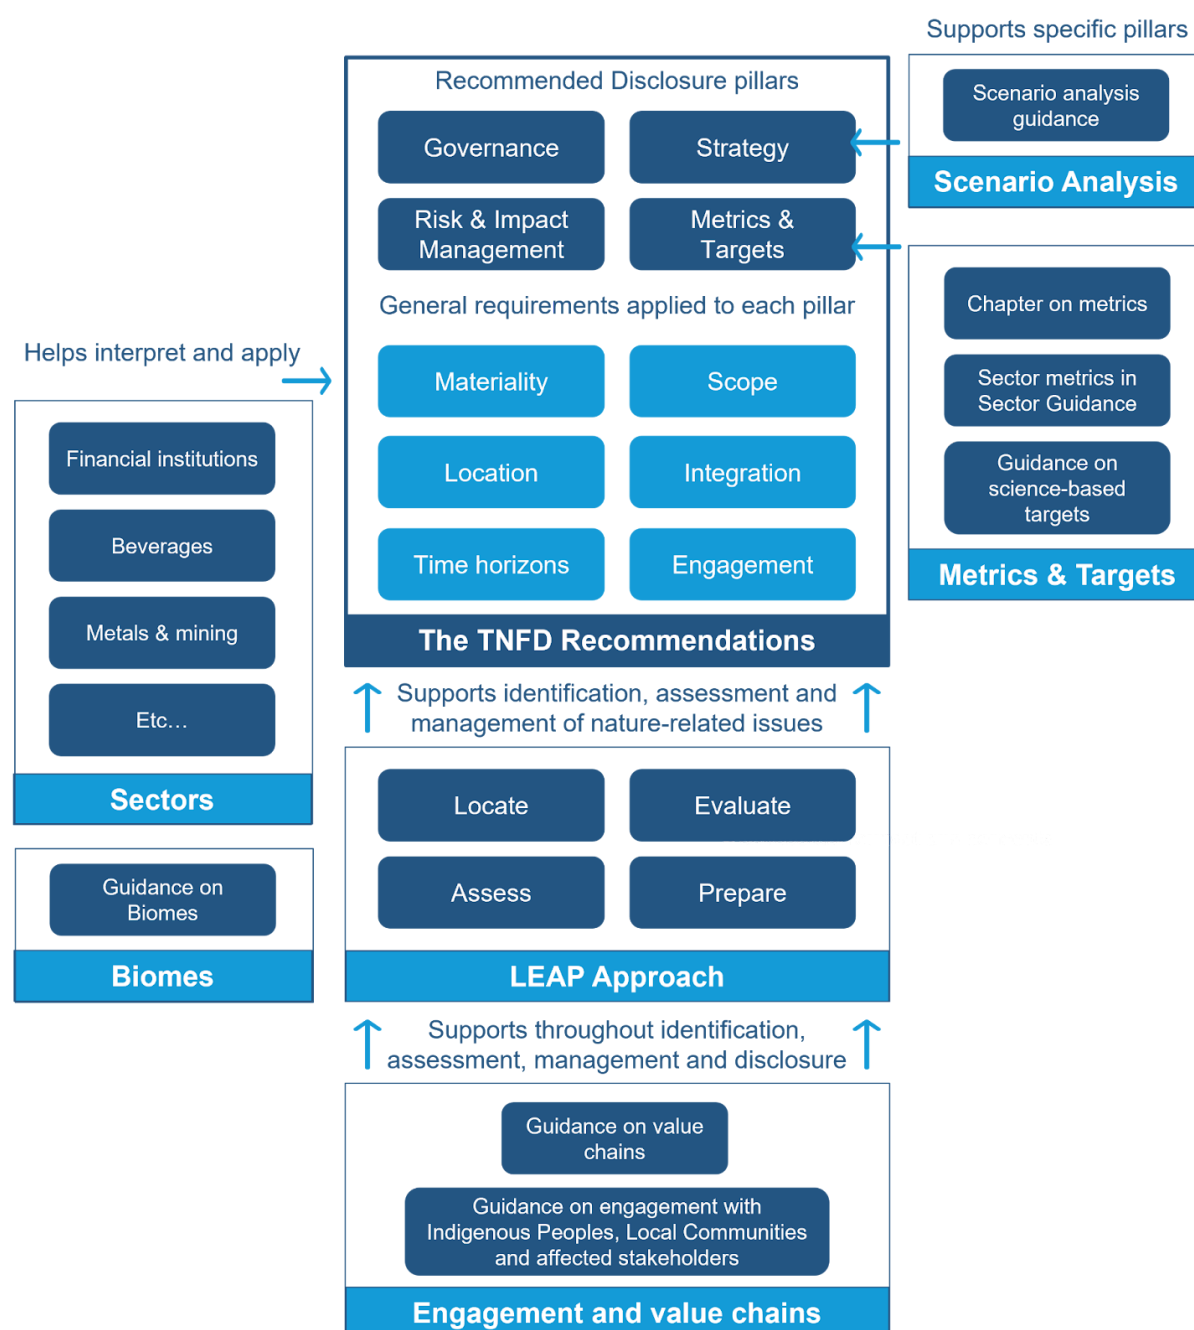 Supports specific pillars
Recommended Disclosure pillars
Governance
Strategy
Risk & Impact
Management
Metrics &
Targets
General requirements applied to each pillar
Materiality
Scope
Location
Integration
Time horizons
Engagement
The TNFD Recommendations
Scenario analysis
guidance
Scenario Analysis
Chapter on metrics
Sector metrics in
Sector Guidance
Guidance on
science-based
targets
Metrics & Targets
Helps interpret and apply
Financial institutions
Beverages
Metals & mining
Etc...
Sectors
Guidance on
Biomes
Biomes
Supports identification, assessment and
management of nature-related issues
Locate
Evaluate
Assess
Prepare
LEAP Approach
Supports throughout identification,
assessment, management and disclosure
Guidance on value
chains
Guidance on engagement with
Indigenous Peoples, Local Communities
and affected stakeholders
Engagement and value chains